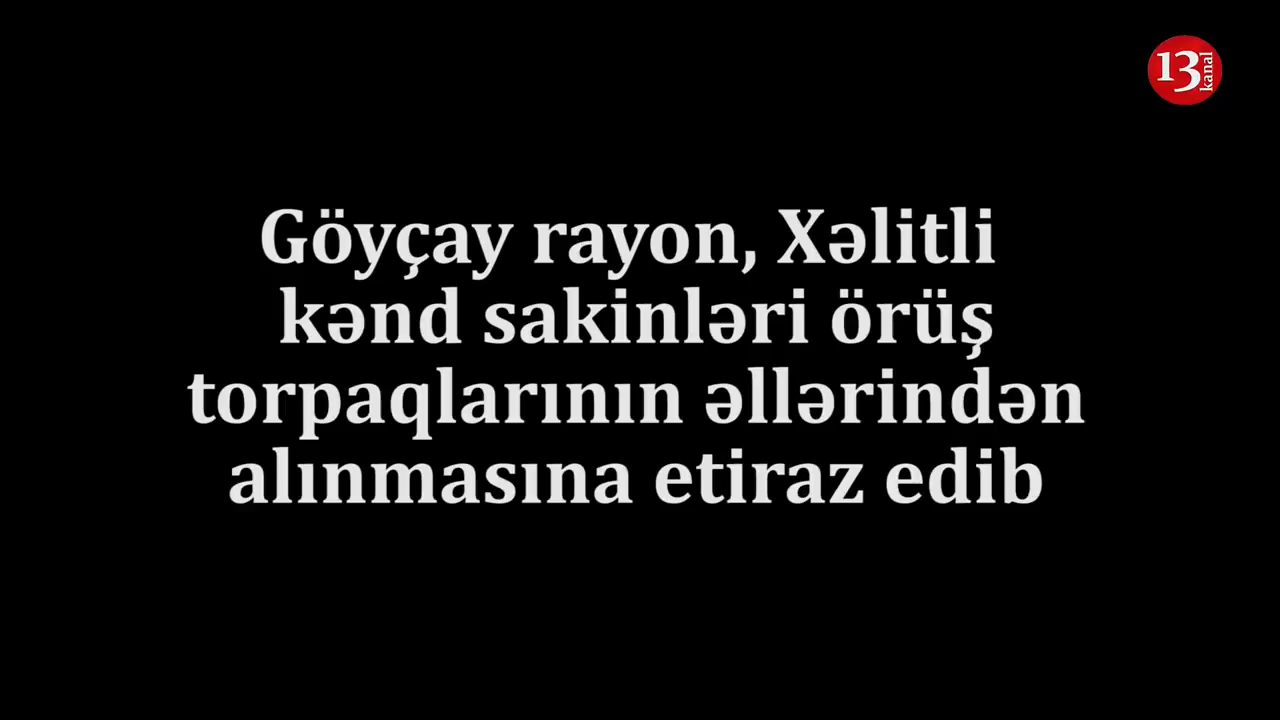 13 kanal
Göyçay rayon, Xəlitli
kənd sakinləri örüş
torpaqlarının əllərindən
alınmasına etiraz edib